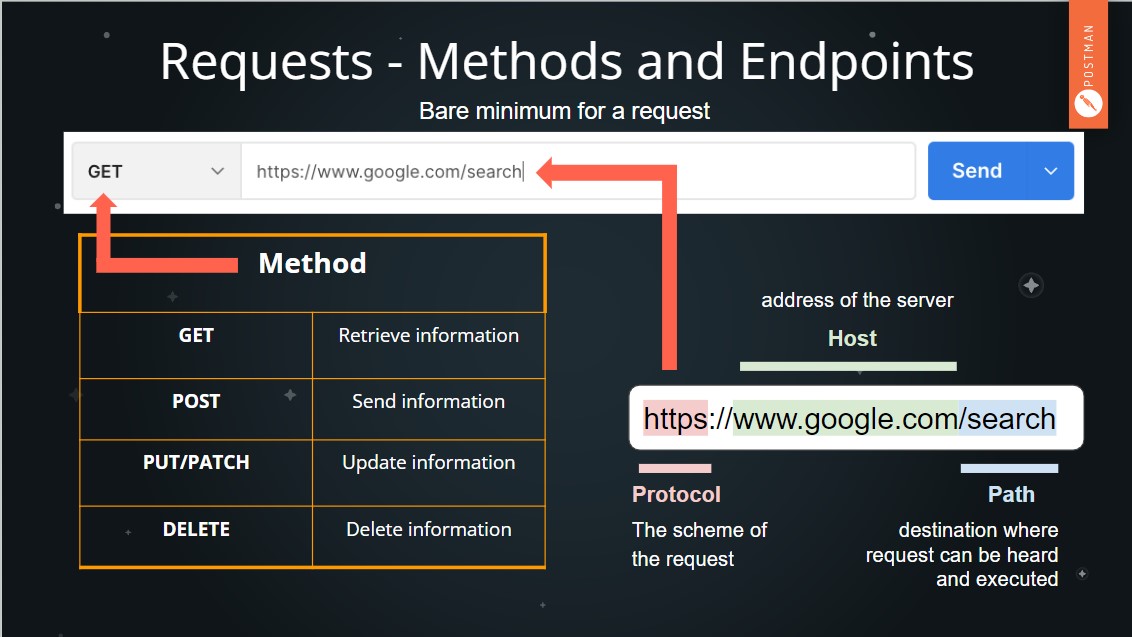 Requests - Methods and Endpoints
POSTMAN
Bare minimum for a request
GET
https://www.google.com/search
Send
Method
GET
Retrieve information
POST
Send information
PUT/PATCH
Update information
DELETE
Delete information
address of the server
Host
https://www.google.com/search
Protocol
The scheme of
the request
Path
destination where
request can be heard
and executed